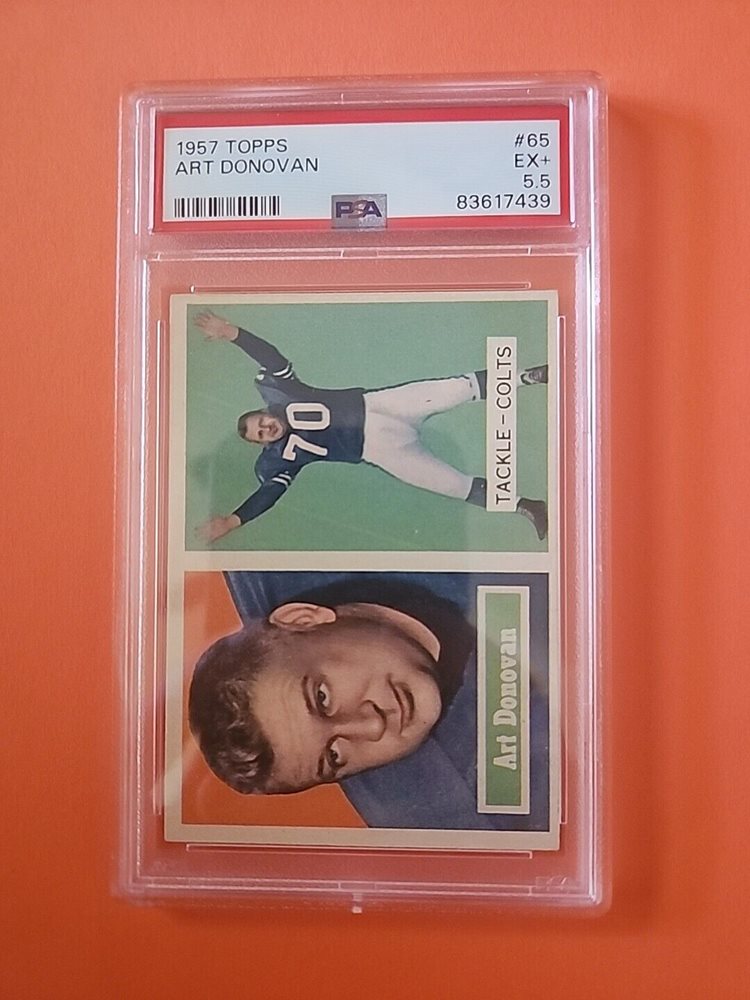 1957 TOPPS
#65
ART DONOVAN
EX+
5.5
PSA
83617439
70
TACKLE - COLTS
Art Donovan